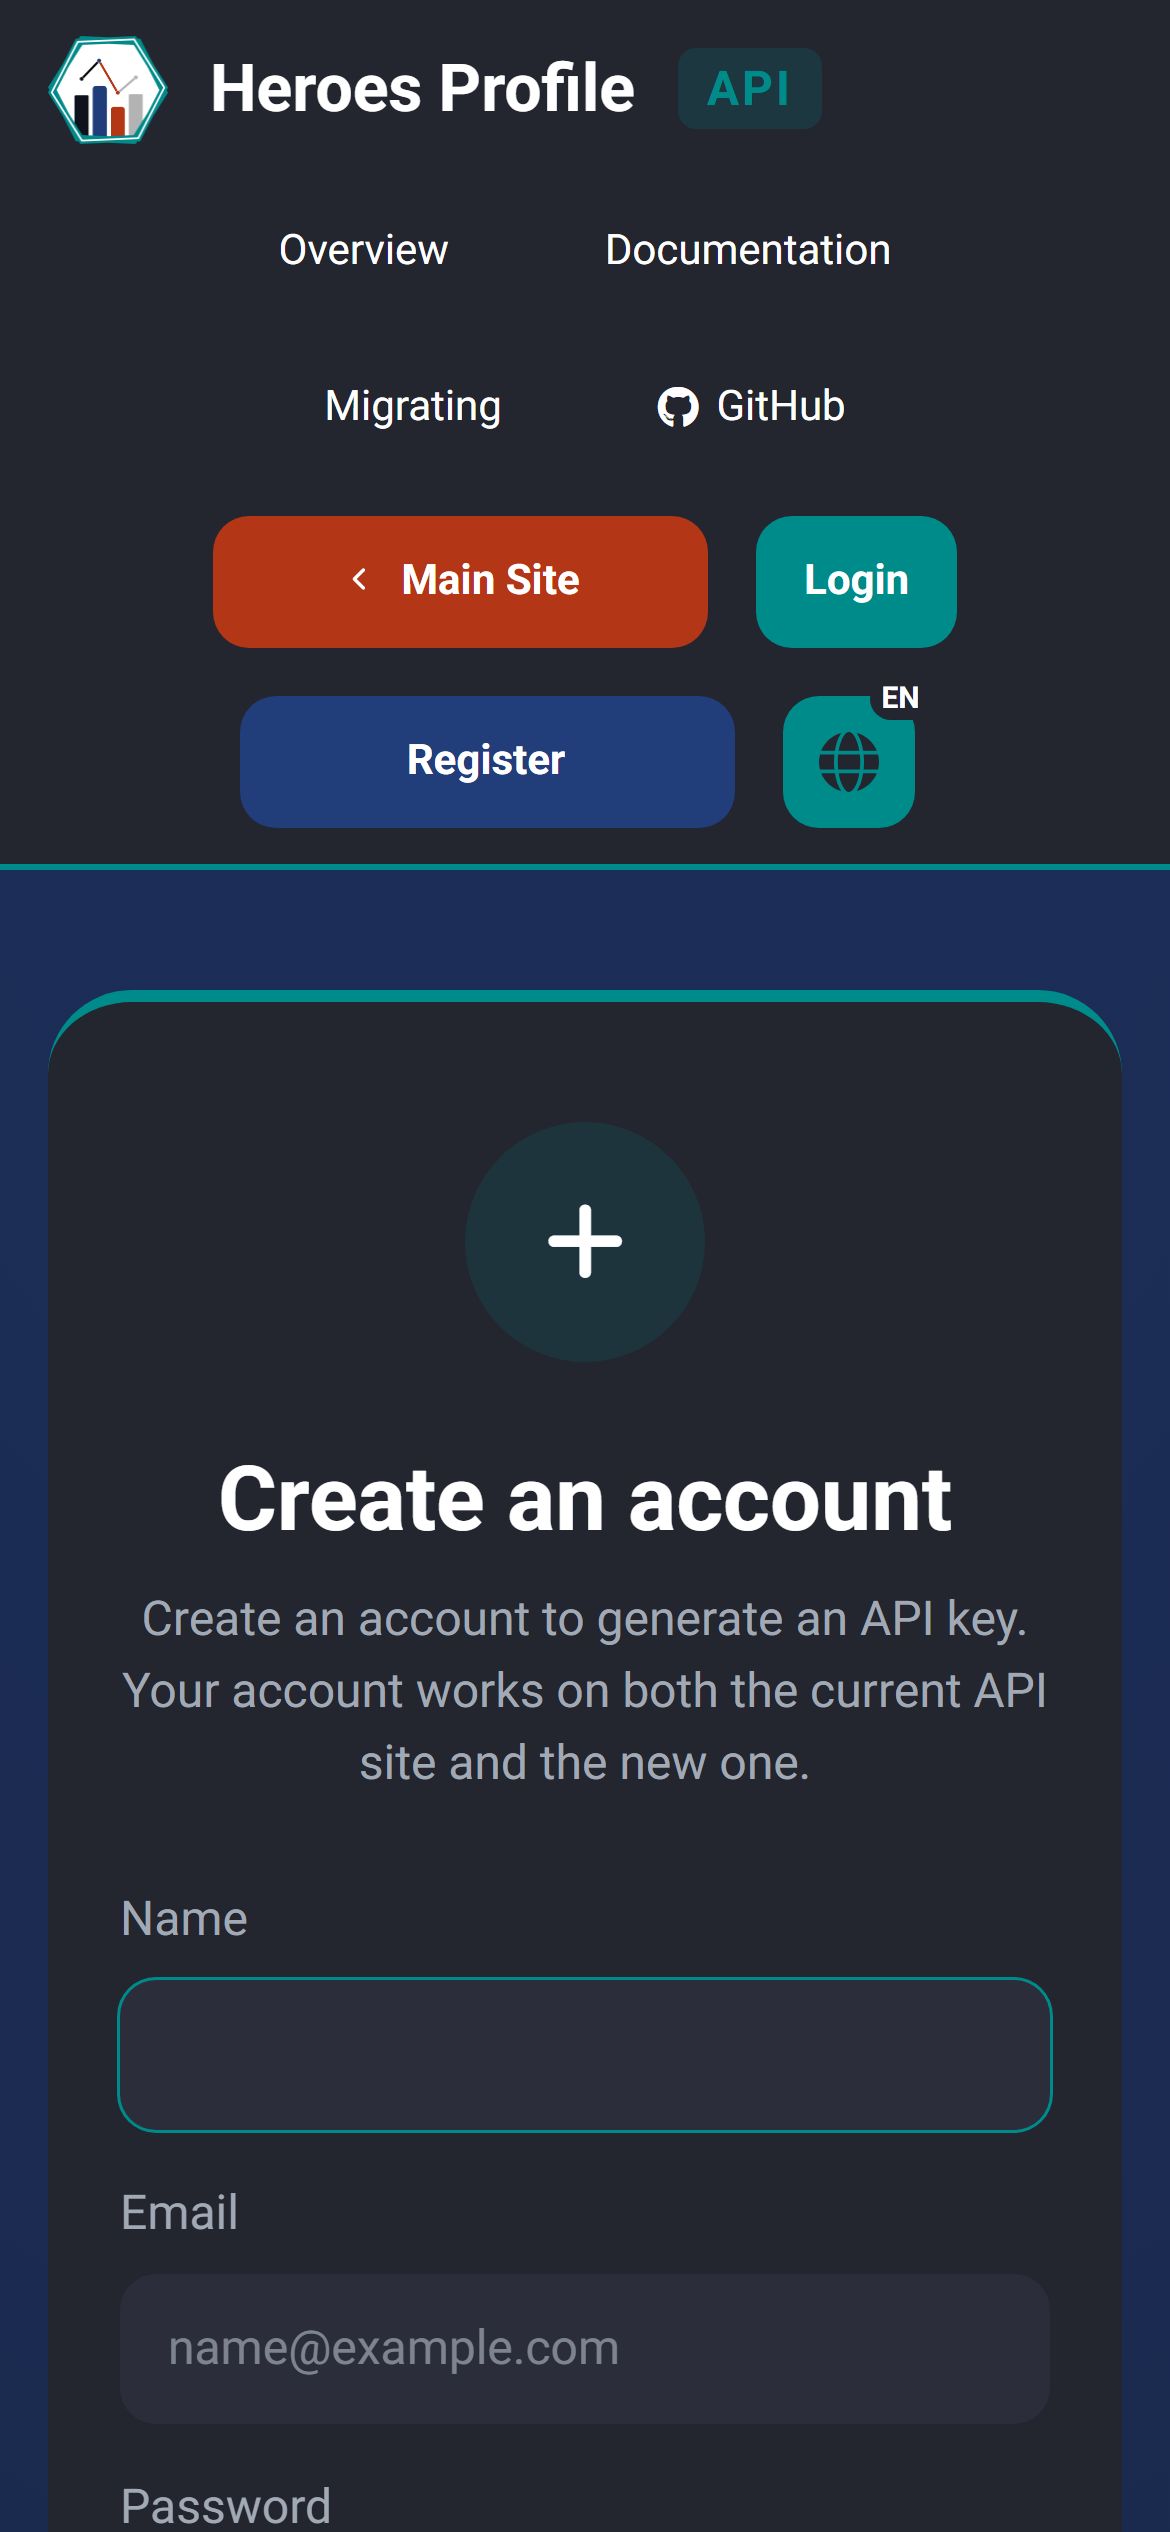 Heroes Profile API
Overview Documentation
Migrating GitHub
Main Site Login
EN
Register
Create an account
Create an account to generate an API key.
Your account works on both the current API
site and the new one.
Name
Email
name@example.com
Password